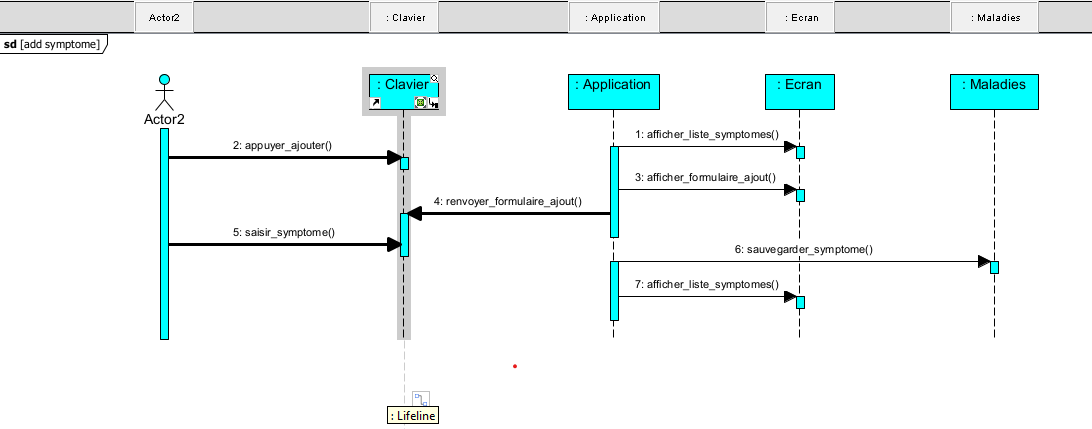 Actor2
: Clavier
: Application
: Ecran
: Maladies
sd [add symptome]
: Clavier
: Application
: Ecran
: Maladies
Actor2
1: afficher_liste_symptomes()
2: appuyer_ajouter()
3: afficher_formulaire_ajout()
4: renvoyer_formulaire_ajout()
5: saisir_symptome()
6: sauvegarder_symptome()
7: afficher_liste_symptomes()
: Lifeline